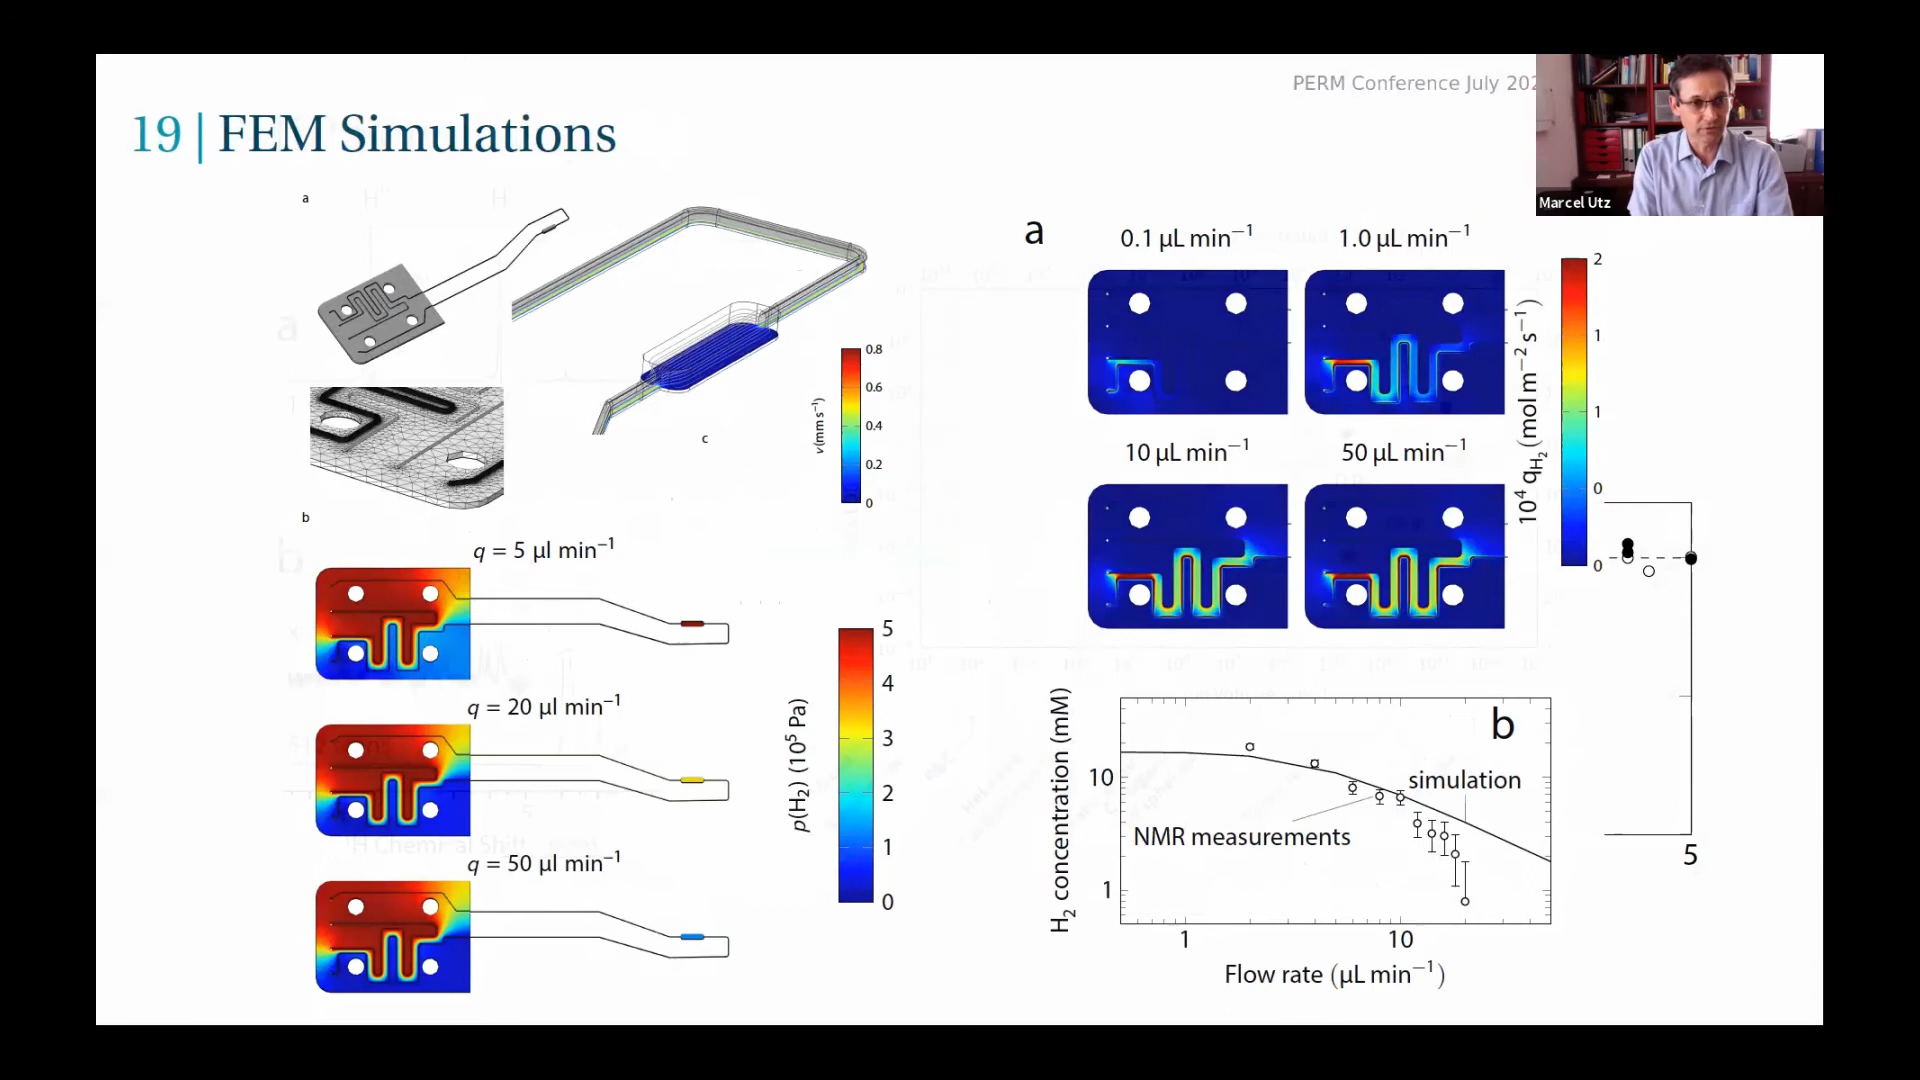 PERM Conference July 202
19 | FEM Simulations
Marcel Utz
a
c
v(mm s⁻¹)
0.8
0.6
0.4
0.2
0
b
q = 5 µl min⁻¹
q = 20 µl min⁻¹
q = 50 µl min⁻¹
p(H₂) (10⁵ Pa)
5
4
3
2
1
0
a
0.1 µL min⁻¹
1.0 µL min⁻¹
10 µL min⁻¹
50 µL min⁻¹
10⁴ qH₂ (mol m⁻² s⁻¹)
2
1
1
0
0
b
simulation
NMR measurements
H₂ concentration (mM)
10
1
1
10
Flow rate (µL min⁻¹)
5